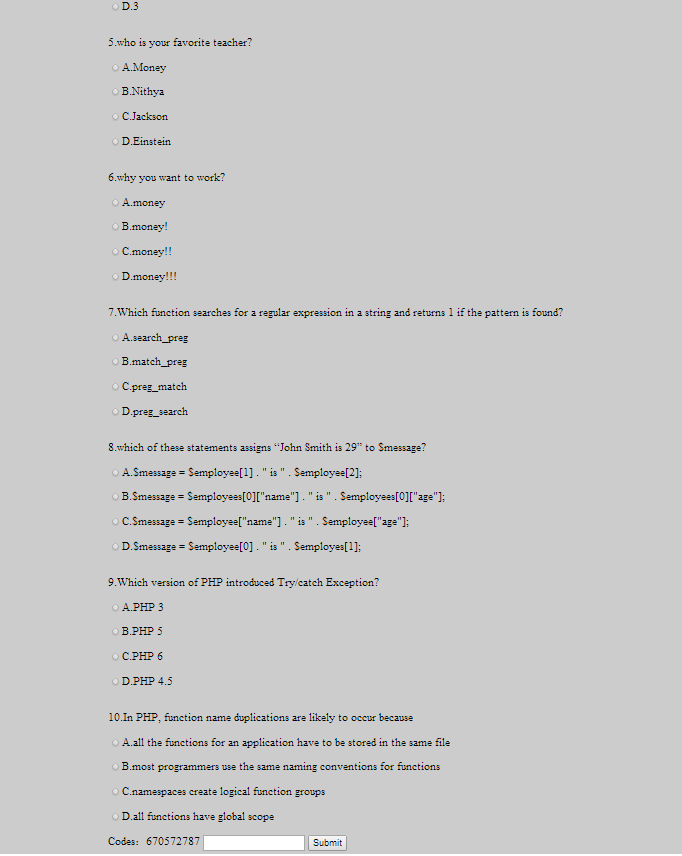 D.3
5.who is your favorite teacher?
A.Money
B.Nithya
C.Jackson
D.Einstein
6.why you want to work?
A.money
B.money!
C.money!!
D.money!!!
7.Which function searches for a regular expression in a string and returns 1 if the pattern is found?
A.search_preg
B.match_preg
C.preg_match
D.preg_search
8.which of these statements assigns “John Smith is 29” to $message?
A.$message = $employee[1] . " is " . $employee[2];
B.$message = $employees[0]["name"] . " is " . $employees[0]["age"];
C.$message = $employee["name"] . " is " . $employee["age"];
D.$message = $employee[0] . " is " . $employes[1];
9.Which version of PHP introduced Try/catch Exception?
A.PHP 3
B.PHP 5
C.PHP 6
D.PHP 4.5
10.In PHP, function name duplications are likely to occur because
A.all the functions for an application have to be stored in the same file
B.most programmers use the same naming conventions for functions
C.namespaces create logical function groups
D.all functions have global scope
Codes: 670572787 Submit